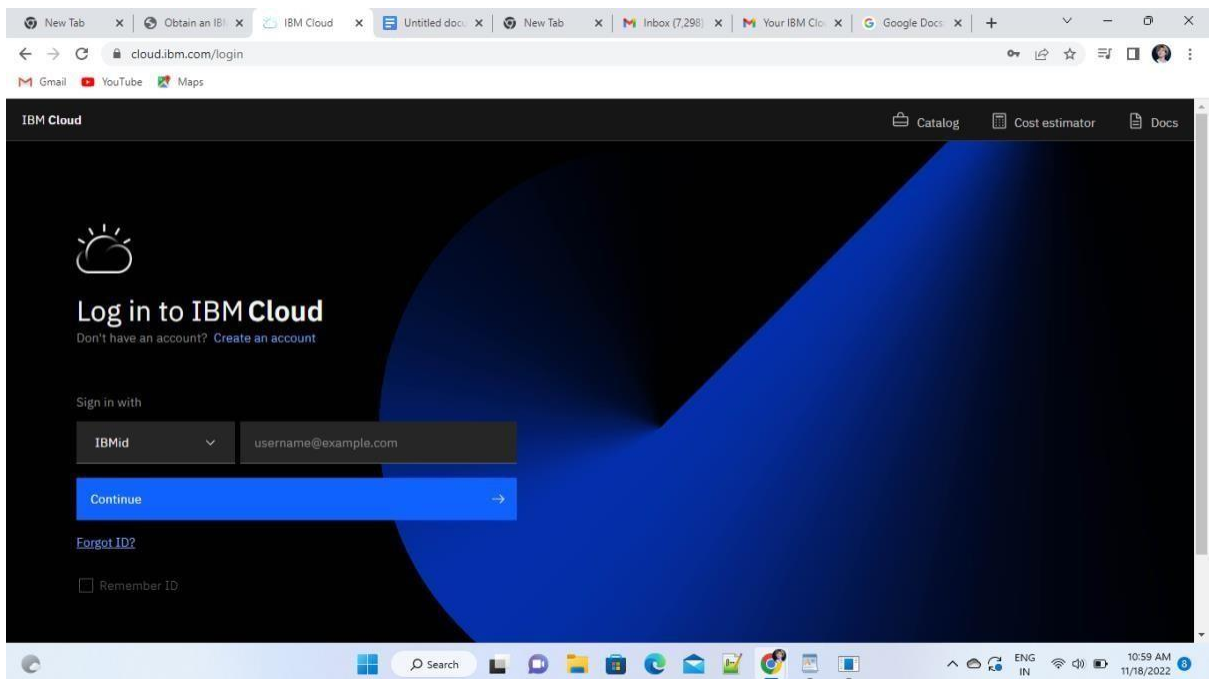 New Tab
Obtain an IBM
IBM Cloud
Untitled docu
New Tab
Inbox (7,298)
Your IBM Clo
Google Docs
cloud.ibm.com/login
Gmail YouTube Maps
IBM Cloud
Catalog
Cost estimator
Docs
Log in to IBM Cloud
Don't have an account? Create an account
Sign in with
IBMid
username@example.com
Continue
Forgot ID?
Remember ID
Search
ENG
IN
10:59 AM
11/18/2022
8